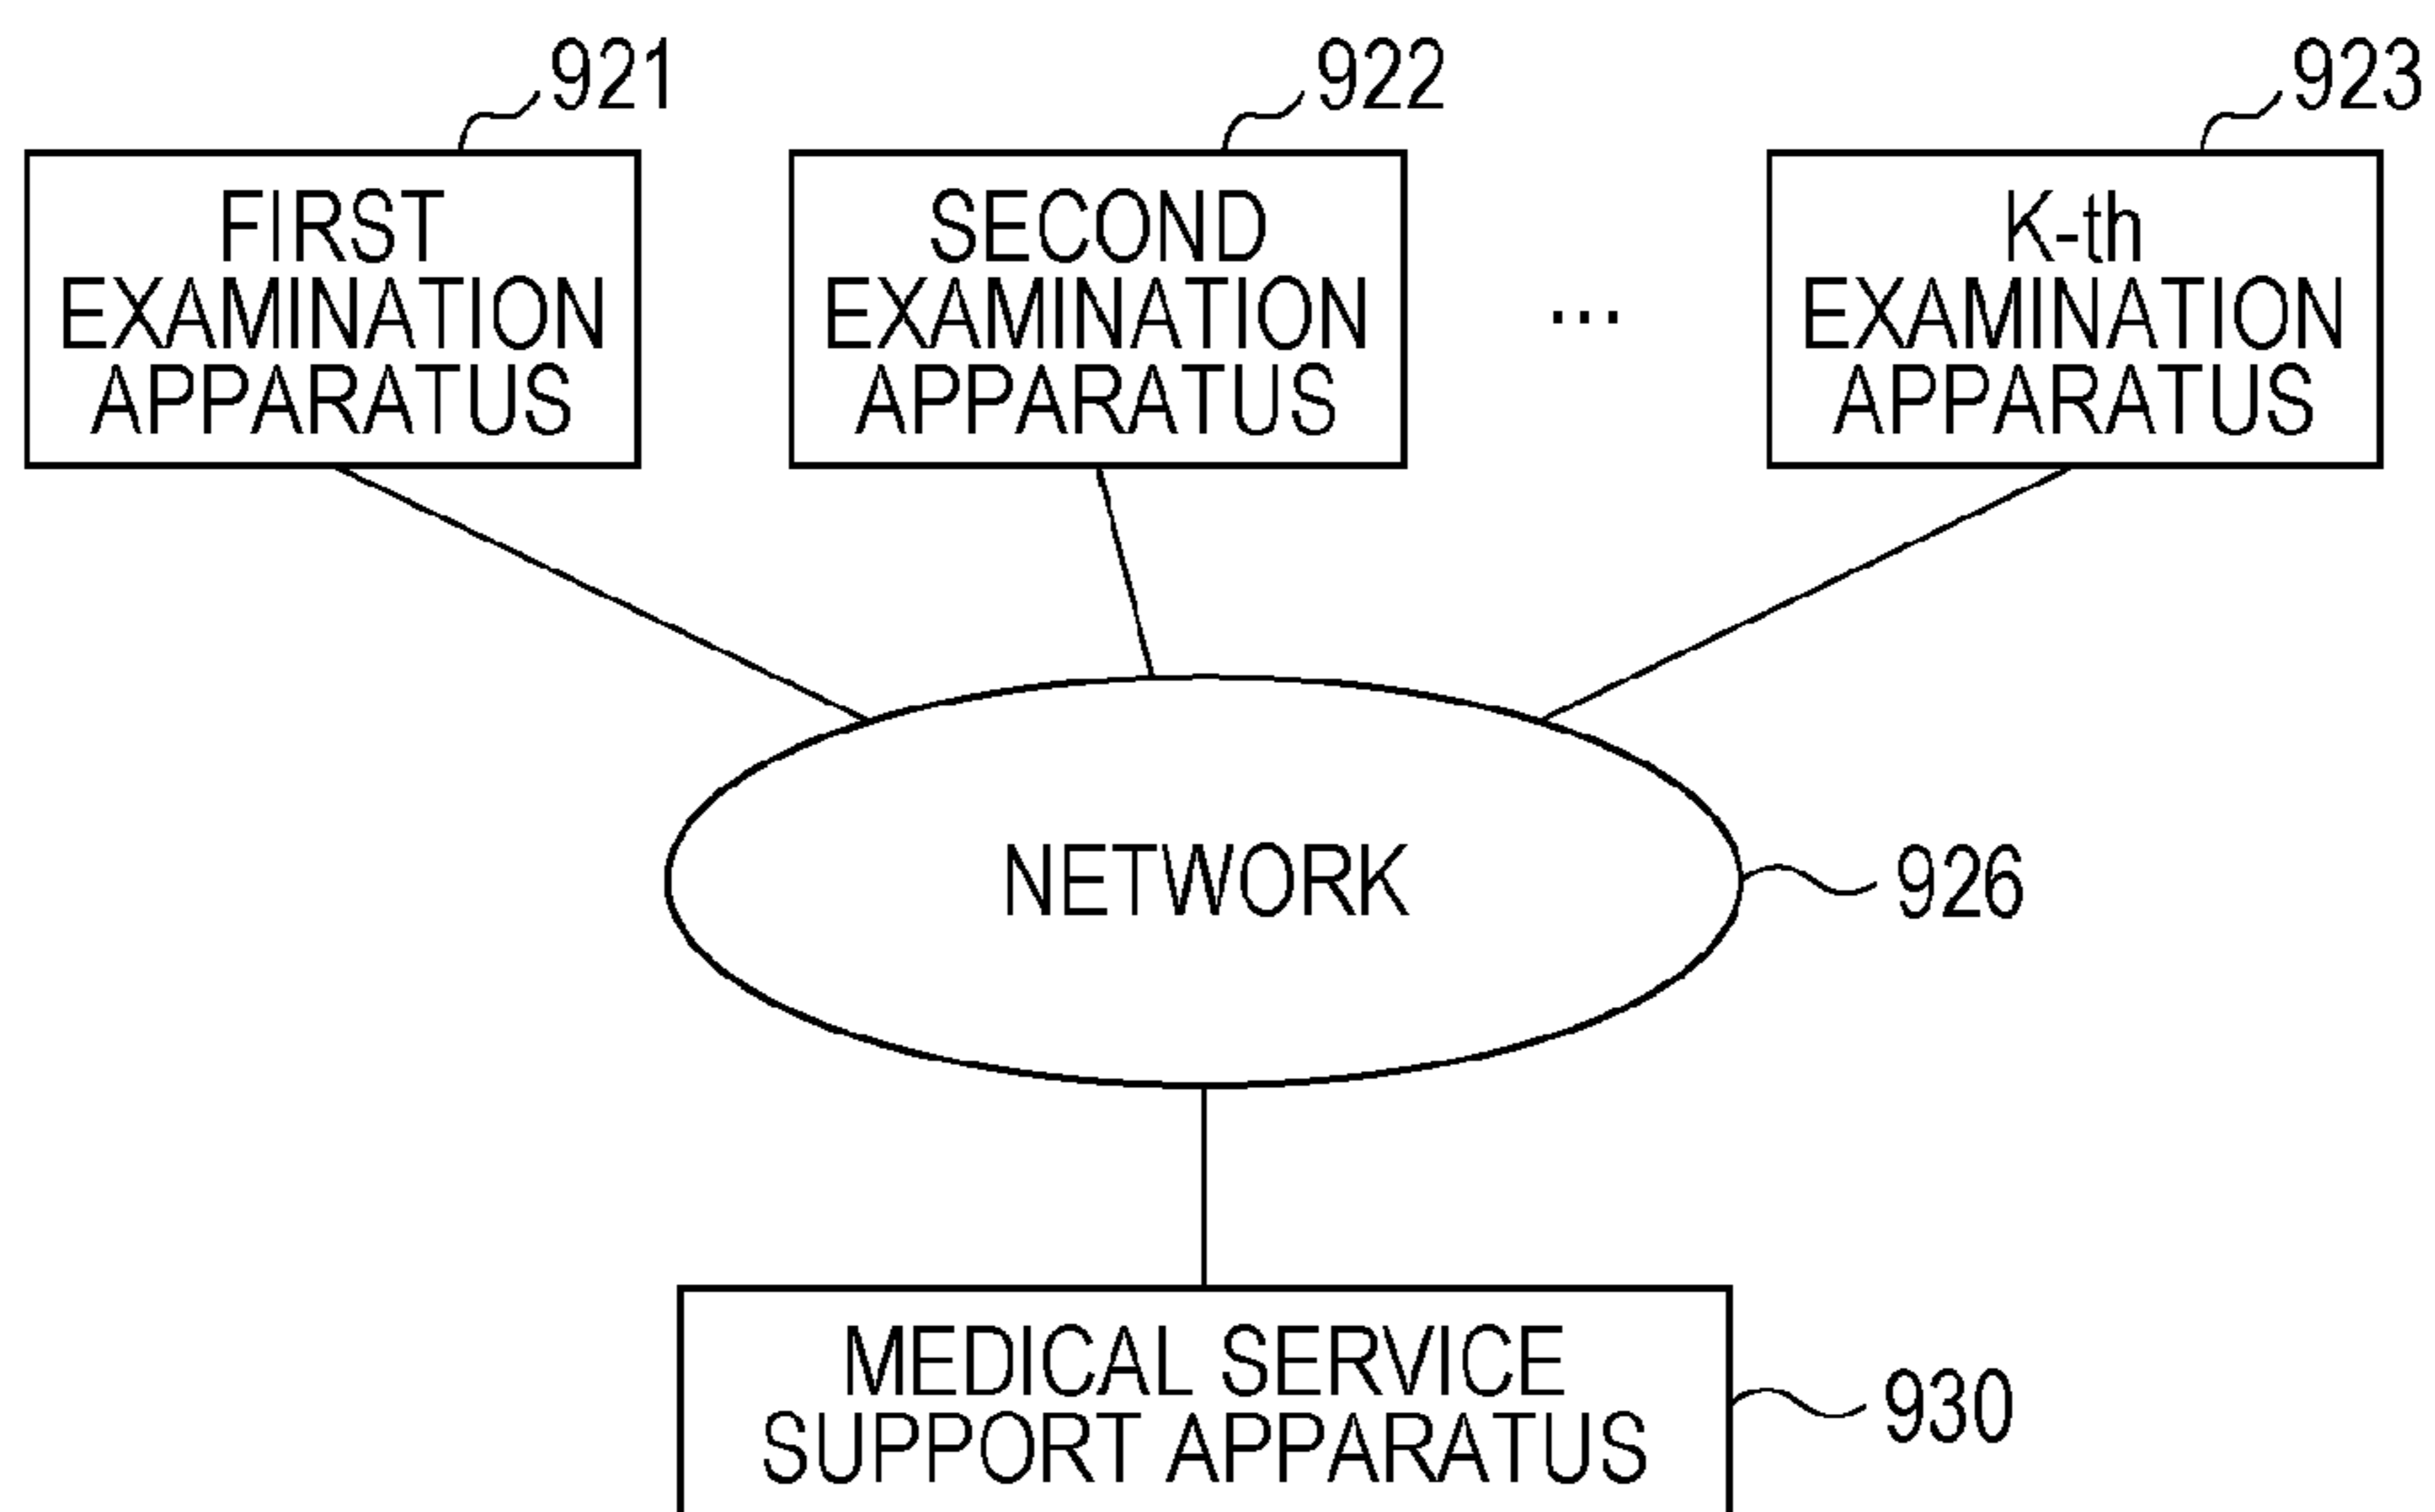 921
922
923
FIRST
EXAMINATION
APPARATUS
SECOND
EXAMINATION
APPARATUS
...
K-th
EXAMINATION
APPARATUS
NETWORK
926
MEDICAL SERVICE
SUPPORT APPARATUS
930